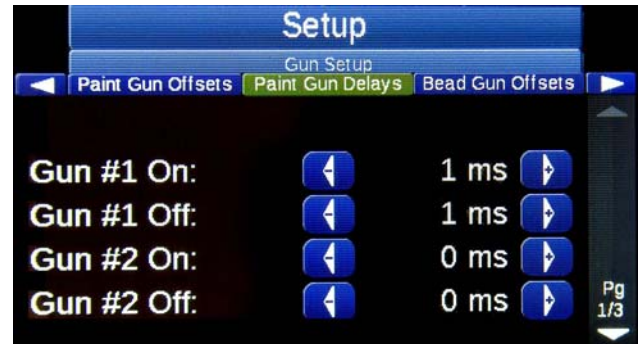 Setup
Gun Setup
Paint Gun Offsets Paint Gun Delays Bead Gun Offsets
Gun #1 On: - 1 ms +
Gun #1 Off: - 1 ms +
Gun #2 On: - 0 ms +
Gun #2 Off: - 0 ms +
Pg
1/3